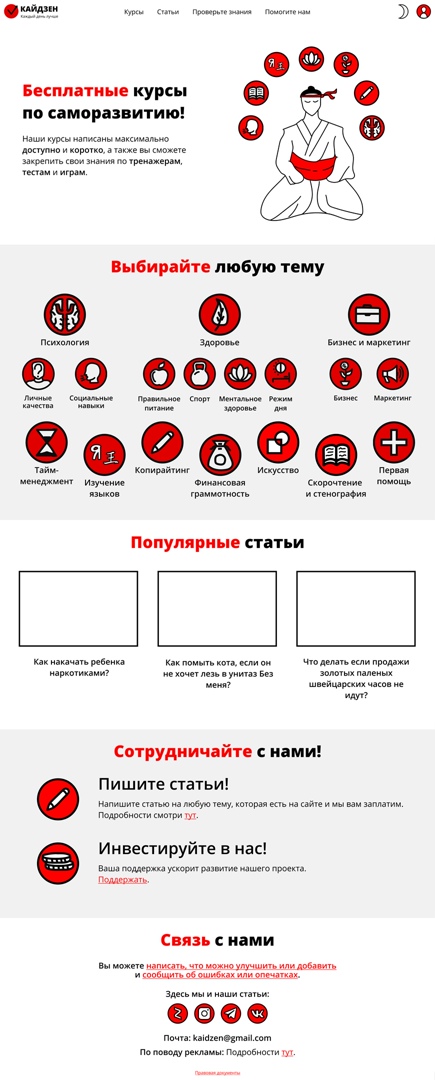 КАЙДЗЕН
Каждый день лучше
Курсы Статьи Проверьте знания Помогите нам
Бесплатные курсы
по саморазвитию!
Наши курсы написаны максимально
доступно и коротко, а также вы сможете
закрепить свои знания по тренажерам,
тестам и играм.
Выбирайте любую тему
Психология Здоровье Бизнес и маркетинг
Личные
качества
Социальные
навыки
Правильное
питание
Спорт
Ментальное
здоровье
Режим
дня
Бизнес
Маркетинг
Тайм-
менеджмент
Изучение
языков
Копирайтинг
Финансовая
грамотность
Искусство
Скорочтение
и стенография
Первая
помощь
Популярные статьи
Как накачать ребенка
наркотиками?
Как помыть кота, если он
не хочет лезь в унитаз Без
меня?
Что делать если продажи
золотых паленых
швейцарских часов не
идут?
Сотрудничайте с нами!
Пишите статьи!
Напишите статью на любую тему, которая есть на сайте и мы вам заплатим.
Подробности смотри тут.
Инвестируйте в нас!
Ваша поддержка ускорит развитие нашего проекта.
Поддержать.
Связь с нами
Вы можете написать, что можно улучшить или добавить
и сообщить об ошибках или опечатках.
Здесь мы и наши статьи:
Почта: kaidzen@gmail.com
По поводу рекламы: Подробности тут.
Правовая документы